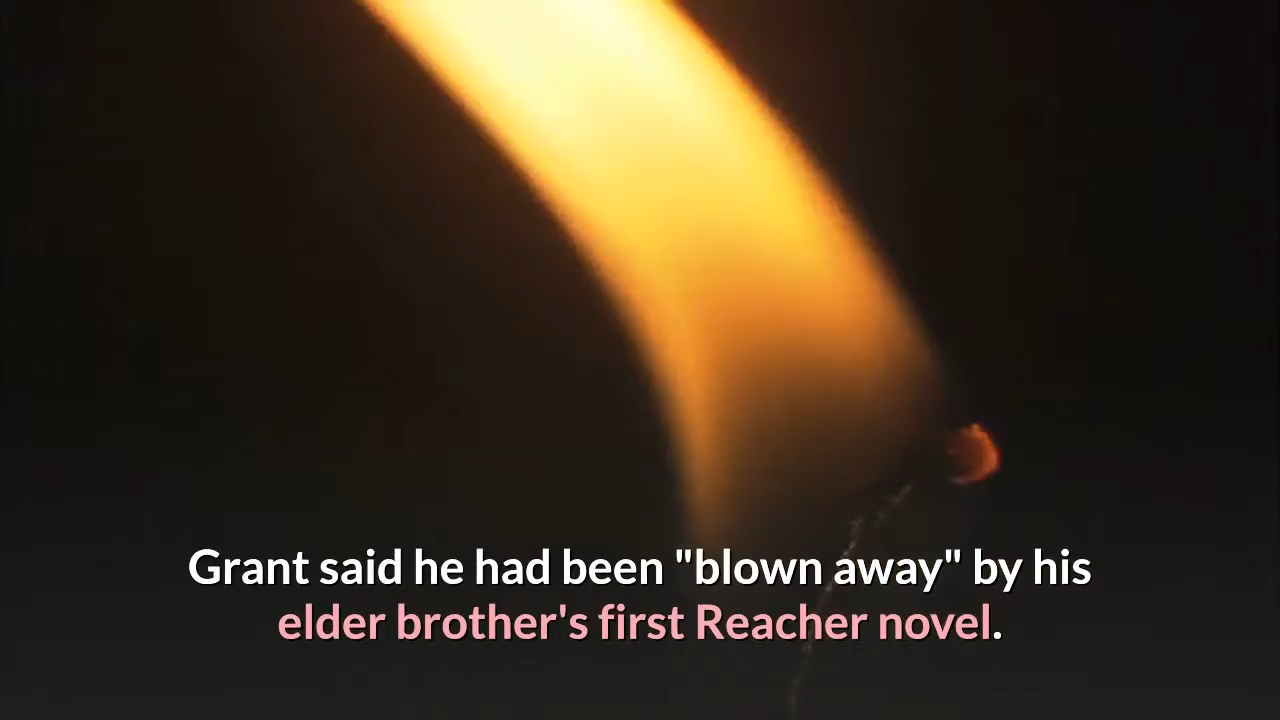 Grant said he had been "blown away" by his
elder brother's first Reacher novel.